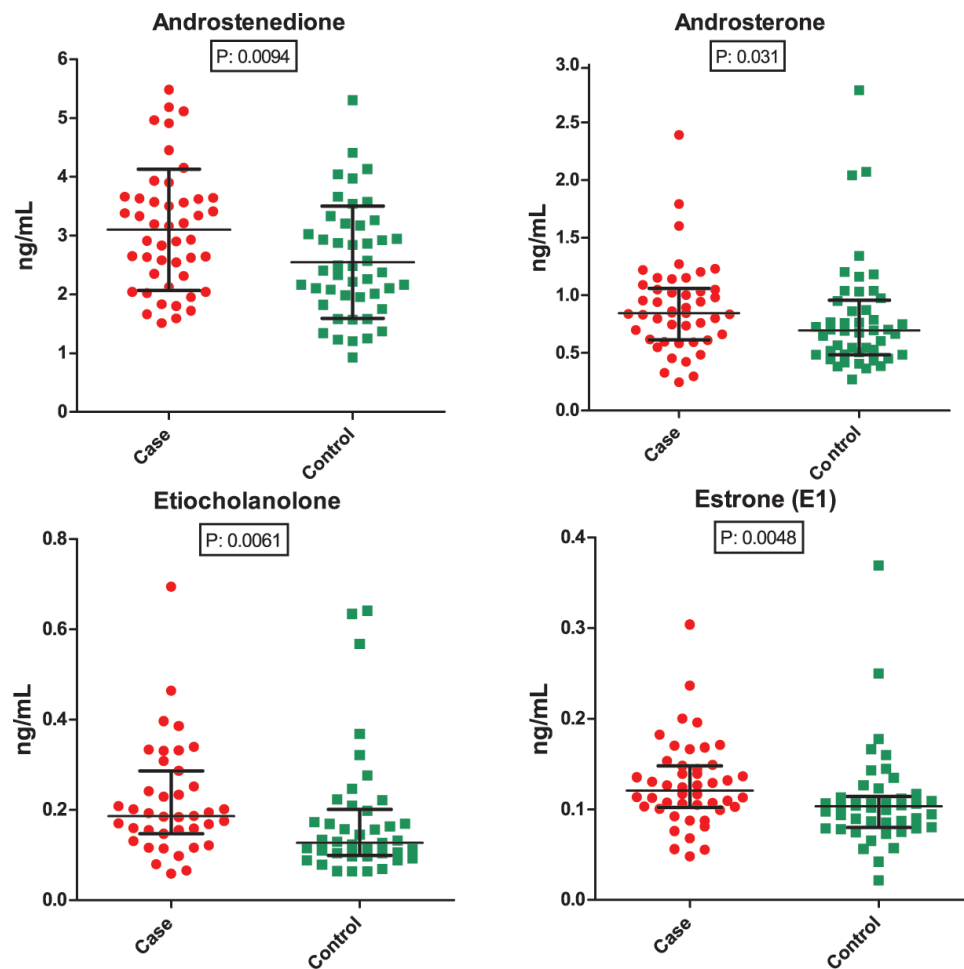 Androstenedione
P: 0.0094
6
5
4
3
2
1
0
ng/mL
Case
Control
Androsterone
P: 0.031
3.0
2.5
2.0
1.5
1.0
0.5
0.0
ng/mL
Case
Control
Etiocholanolone
P: 0.0061
0.8
0.6
0.4
0.2
0.0
ng/mL
Case
Control
Estrone (E1)
P: 0.0048
0.4
0.3
0.2
0.1
0.0
ng/mL
Case
Control